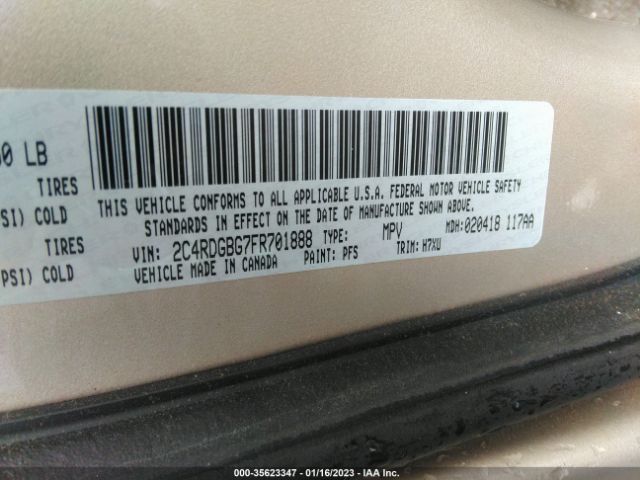 60 LB
TIRES
SI) COLD
TIRES
PSI) COLD
THIS VEHICLE CONFORMS TO ALL APPLICABLE U.S.A. FEDERAL MOTOR VEHICLE SAFETY
STANDARDS IN EFFECT ON THE DATE OF MANUFACTURE SHOWN ABOVE.
VIN: 2C4RDGBG7FR701888 TYPE: MPV MDH:020418 117AA
VEHICLE MADE IN CANADA PAINT: PFS TRIM: H7XU
000-35623347 | 01/16/2023 | IAA Inc.